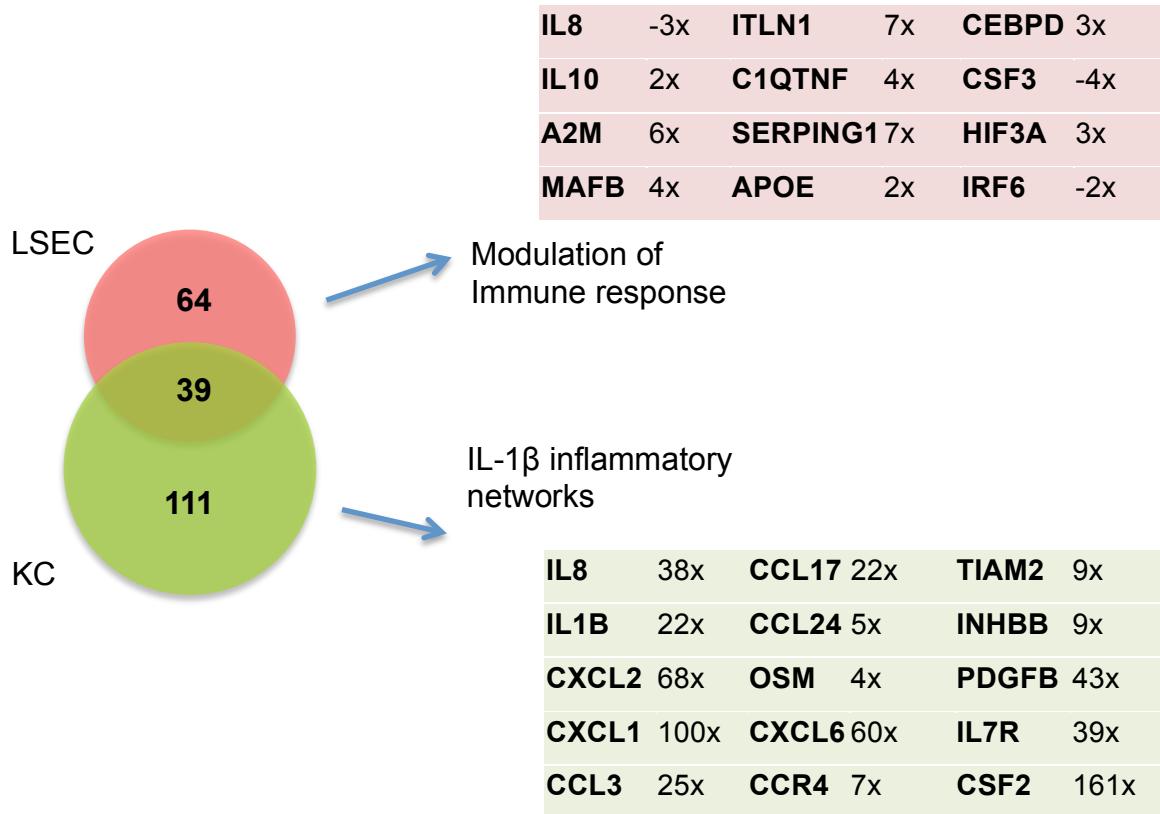 IL8 -3x ITLN1 7x CEBPD 3x
IL10 2x C1QTNF 4x CSF3 -4x
A2M 6x SERPING1 7x HIF3A 3x
MAFB 4x APOE 2x IRF6 -2x
LSEC
Modulation of
Immune response
64
39
IL-1β inflammatory
networks
111
KC
IL8 38x CCL17 22x TIAM2 9x
IL1B 22x CCL24 5x INHBB 9x
CXCL2 68x OSM 4x PDGFB 43x
CXCL1 100x CXCL6 60x IL7R 39x
CCL3 25x CCR4 7x CSF2 161x